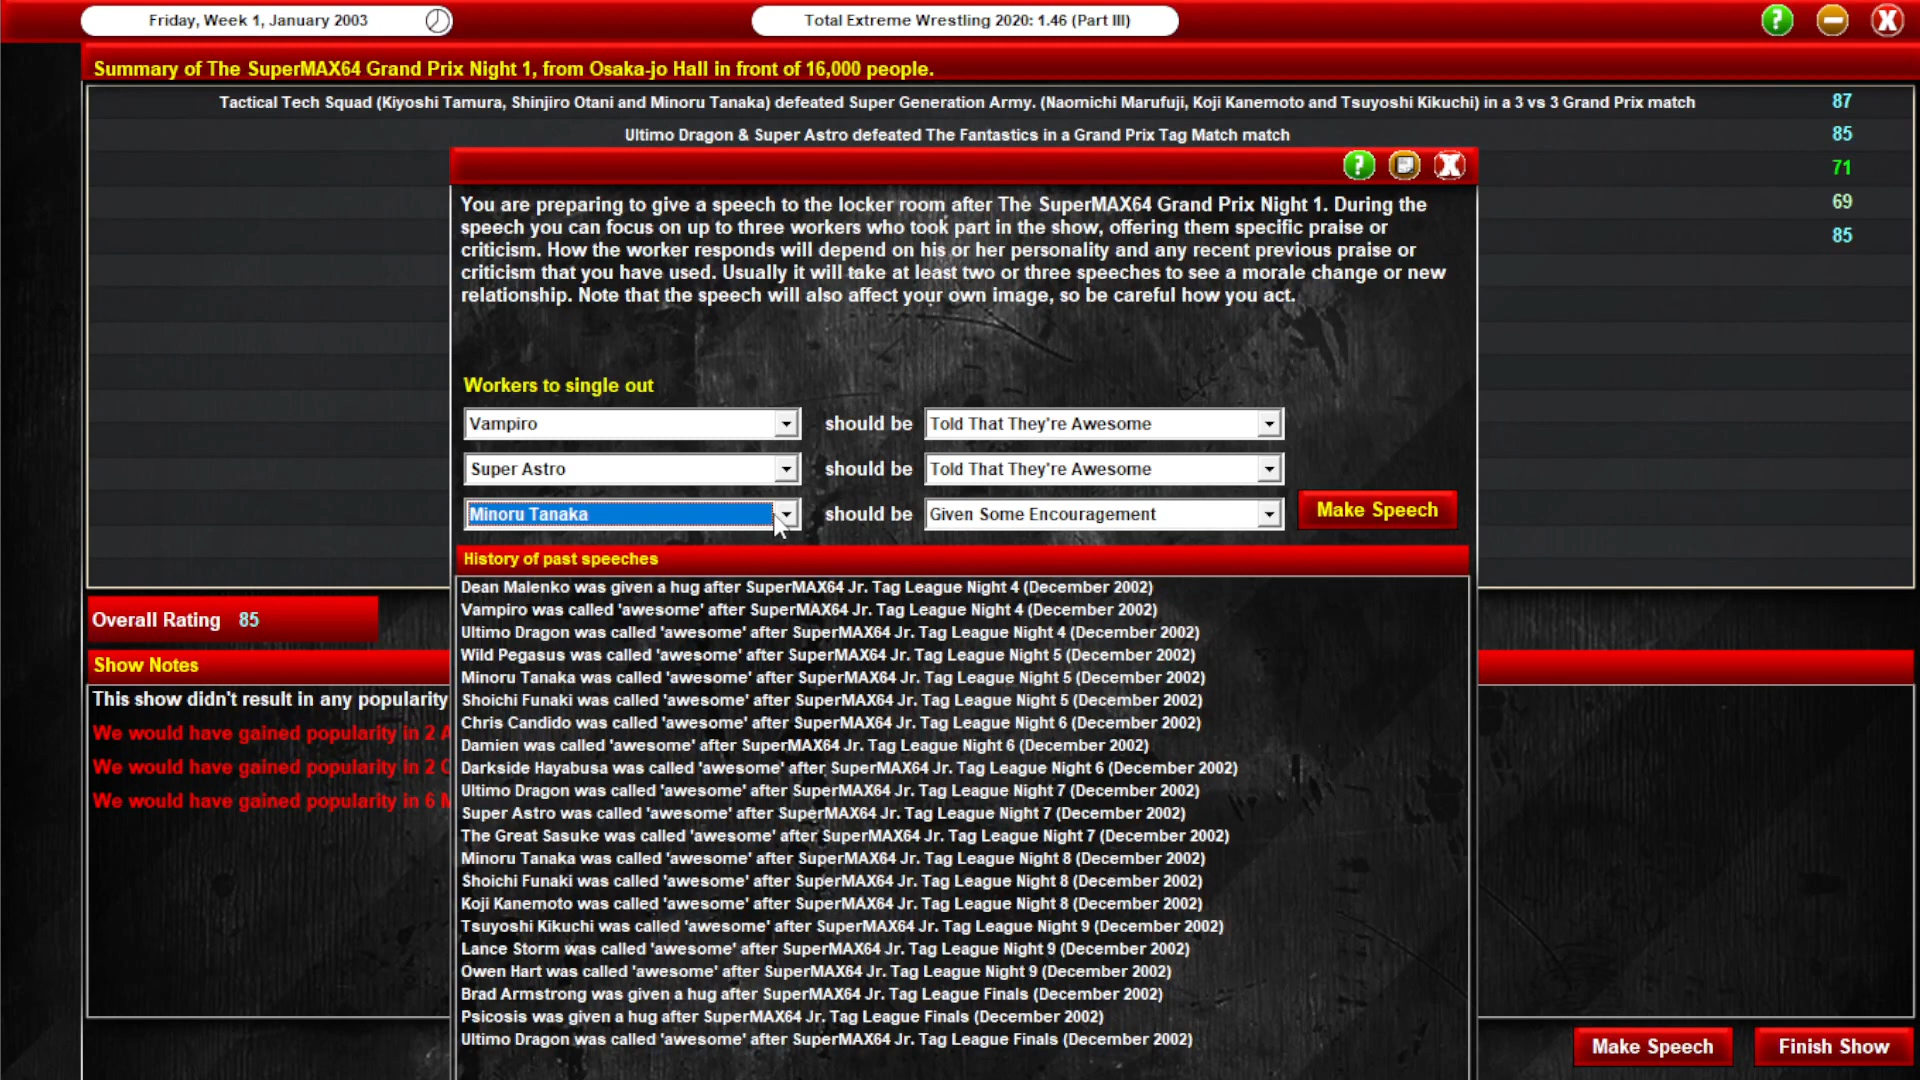 Friday, Week 1, January 2003
Total Extreme Wrestling 2020: 1.46 (Part III)
Summary of The SuperMAX64 Grand Prix Night 1, from Osaka-jo Hall in front of 16,000 people.
Tactical Tech Squad (Kiyoshi Tamura, Shinjiro Otani and Minoru Tanaka) defeated Super Generation Army. (Naomichi Marufuji, Koji Kanemoto and Tsuyoshi Kikuchi) in a 3 vs 3 Grand Prix match 87
Ultimo Dragon & Super Astro defeated The Fantastics in a Grand Prix Tag Match match 85
71
69
85
You are preparing to give a speech to the locker room after The SuperMAX64 Grand Prix Night 1. During the
speech you can focus on up to three workers who took part in the show, offering them specific praise or
criticism. How the worker responds will depend on his or her personality and any recent previous praise or
criticism that you have used. Usually it will take at least two or three speeches to see a morale change or new
relationship. Note that the speech will also affect your own image, so be careful how you act.
Workers to single out
Vampiro should be Told That They're Awesome
Super Astro should be Told That They're Awesome
Minoru Tanaka should be Given Some Encouragement Make Speech
History of past speeches
Dean Malenko was given a hug after SuperMAX64 Jr. Tag League Night 4 (December 2002)
Vampiro was called 'awesome' after SuperMAX64 Jr. Tag League Night 4 (December 2002)
Ultimo Dragon was called 'awesome' after SuperMAX64 Jr. Tag League Night 4 (December 2002)
Wild Pegasus was called 'awesome' after SuperMAX64 Jr. Tag League Night 5 (December 2002)
Minoru Tanaka was called 'awesome' after SuperMAX64 Jr. Tag League Night 5 (December 2002)
Shoichi Funaki was called 'awesome' after SuperMAX64 Jr. Tag League Night 5 (December 2002)
Chris Candido was called 'awesome' after SuperMAX64 Jr. Tag League Night 6 (December 2002)
Damien was called 'awesome' after SuperMAX64 Jr. Tag League Night 6 (December 2002)
Darkside Hayabusa was called 'awesome' after SuperMAX64 Jr. Tag League Night 6 (December 2002)
Ultimo Dragon was called 'awesome' after SuperMAX64 Jr. Tag League Night 7 (December 2002)
Super Astro was called 'awesome' after SuperMAX64 Jr. Tag League Night 7 (December 2002)
The Great Sasuke was called 'awesome' after SuperMAX64 Jr. Tag League Night 7 (December 2002)
Minoru Tanaka was called 'awesome' after SuperMAX64 Jr. Tag League Night 8 (December 2002)
Shoichi Funaki was called 'awesome' after SuperMAX64 Jr. Tag League Night 8 (December 2002)
Koji Kanemoto was called 'awesome' after SuperMAX64 Jr. Tag League Night 8 (December 2002)
Tsuyoshi Kikuchi was called 'awesome' after SuperMAX64 Jr. Tag League Night 9 (December 2002)
Lance Storm was called 'awesome' after SuperMAX64 Jr. Tag League Night 9 (December 2002)
Owen Hart was called 'awesome' after SuperMAX64 Jr. Tag League Night 9 (December 2002)
Brad Armstrong was given a hug after SuperMAX64 Jr. Tag League Finals (December 2002)
Psicosis was given a hug after SuperMAX64 Jr. Tag League Finals (December 2002)
Ultimo Dragon was called 'awesome' after SuperMAX64 Jr. Tag League Finals (December 2002)
Overall Rating 85
Show Notes
This show didn't result in any popularity
We would have gained popularity in 2 A
We would have gained popularity in 2 C
We would have gained popularity in 6 M
Make Speech
Finish Show